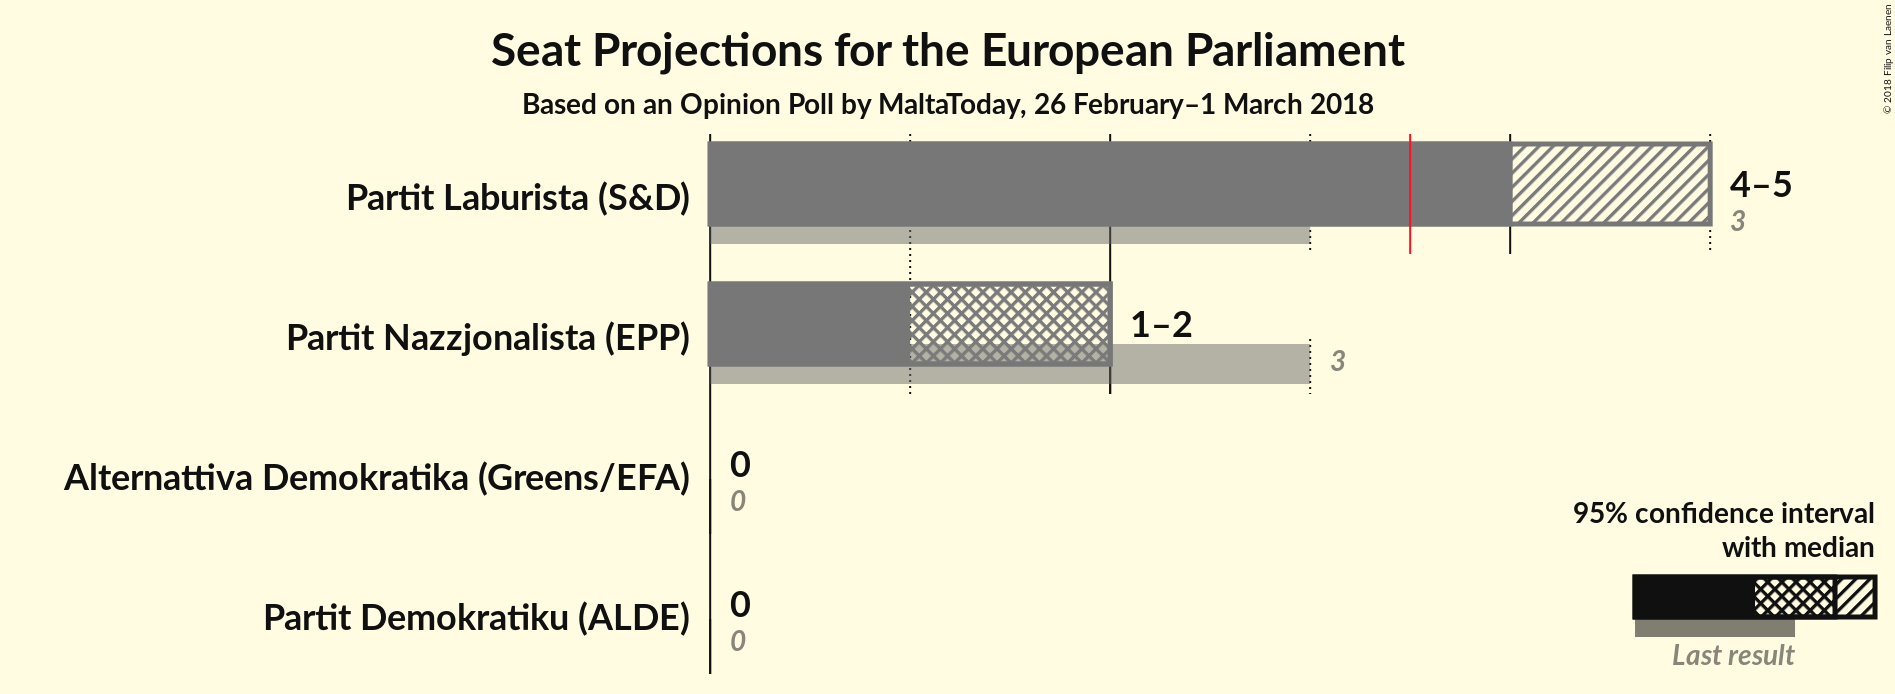 Seat Projections for the European Parliament
Based on an Opinion Poll by MaltaToday, 26 February–1 March 2018
© 2018 Filip van Laenen
Partit Laburista (S&D)
4–5
3
Partit Nazzjonalista (EPP)
1–2
3
Alternattiva Demokratika (Greens/EFA)
0
0
Partit Demokratiku (ALDE)
0
0
95% confidence interval
with median
Last result